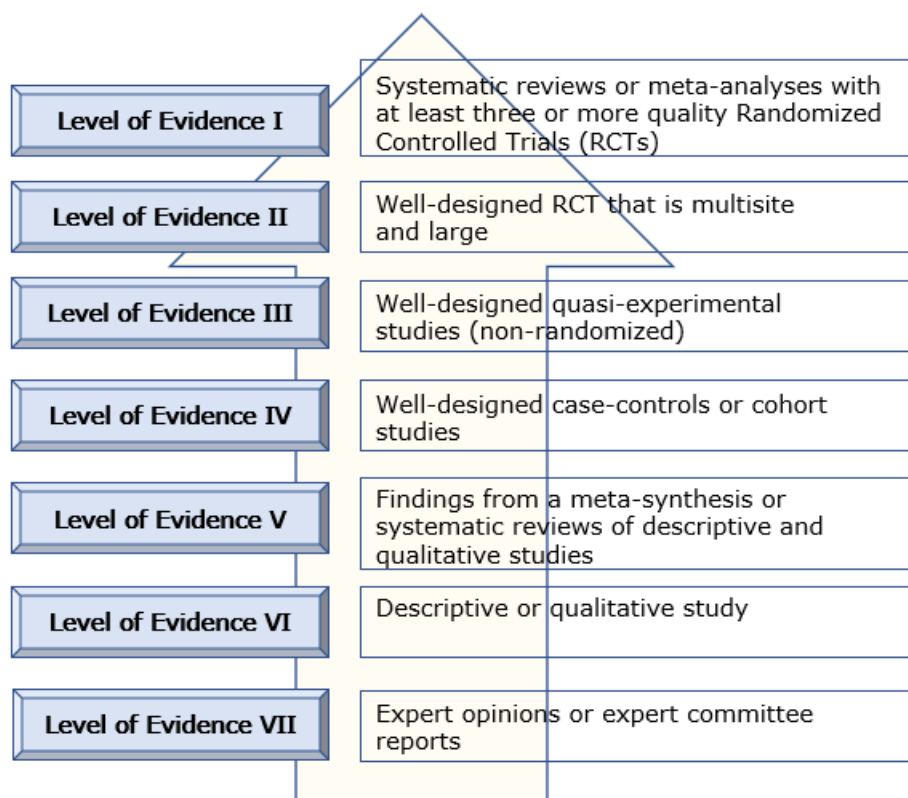 Level of Evidence I
Systematic reviews or meta-analyses with
at least three or more quality Randomized
Controlled Trials (RCTs)
Level of Evidence II
Well-designed RCT that is multisite
and large
Level of Evidence III
Well-designed quasi-experimental
studies (non-randomized)
Level of Evidence IV
Well-designed case-controls or cohort
studies
Level of Evidence V
Findings from a meta-synthesis or
systematic reviews of descriptive and
qualitative studies
Level of Evidence VI
Descriptive or qualitative study
Level of Evidence VII
Expert opinions or expert committee
reports